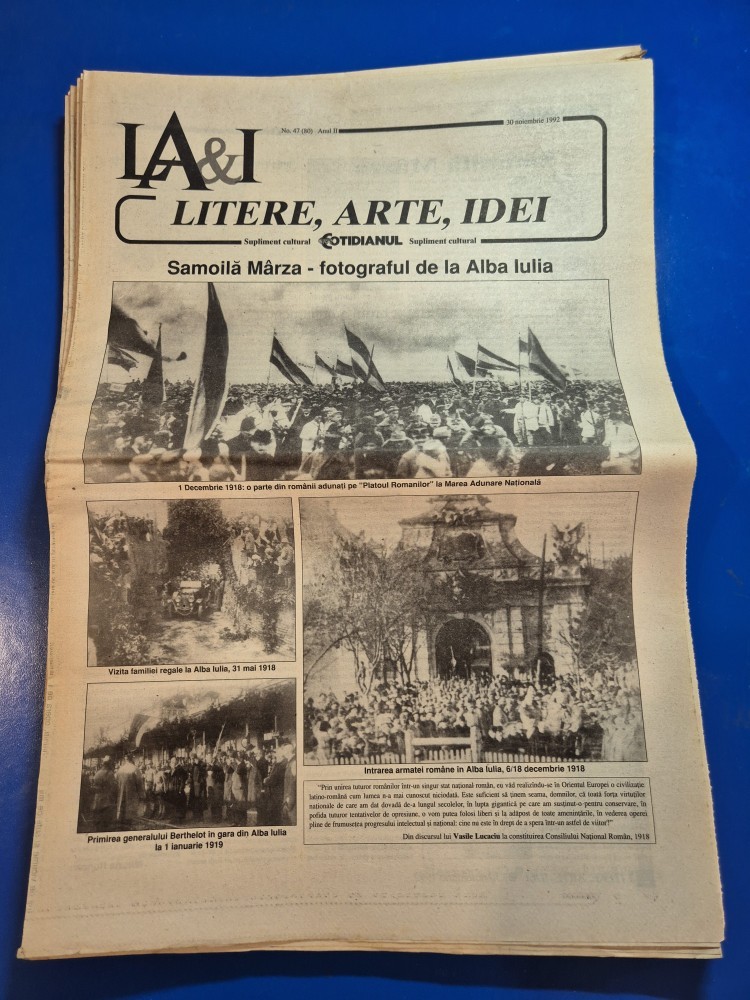 LA&I
No. 47 (80) Anul II
30 noiembrie 1992
LITERE, ARTE, IDEI
Supliment cultural COTIDIANUL Supliment cultural
Samoilă Mârza - fotograful de la Alba Iulia
1 Decembrie 1918: o parte din românii adunați pe "Platoul Romanilor" la Marea Adunare Națională
Vizita familiei regale la Alba Iulia, 31 mai 1918
Intrarea armatei române în Alba Iulia, 6/18 decembrie 1918
Primirea generalului Berthelot în gara din Alba Iulia
la 1 ianuarie 1919
"Prin unirea tuturor românilor într-un singur stat național român, eu văd realizîndu-se în Orientul Europei o civilizație
latino-română cum lumea n-a mai cunoscut niciodată. Este suficient să ținem seama, domnilor, că toată forța virtuților
naționale de care am dat dovadă de-a lungul secolelor, în lupta gigantică pe care am susținut-o pentru conservare, în
pofida tuturor tentativelor de opresiune, o vom putea folosi liberi și la adăpost de toate amenințările, în vederea operei
pline de frumusețea progresului intelectual și național: cine nu este în drept de a spera într-un astfel de viitor?"
Din discursul lui Vasile Lucaciu la constituirea Consiliului Național Român, 1918